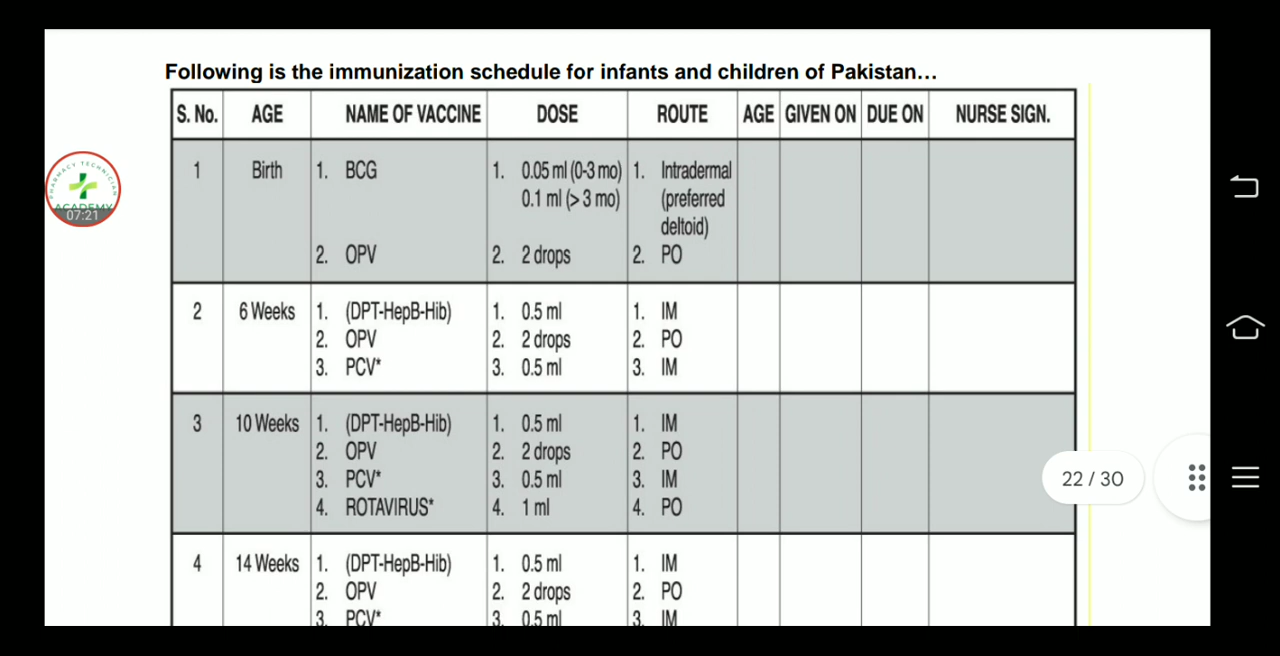 Following is the immunization schedule for infants and children of Pakistan...
S. No. AGE NAME OF VACCINE DOSE ROUTE AGE GIVEN ON DUE ON NURSE SIGN.
1 Birth 1. BCG 1. 0.05 ml (0-3 mo) 1. Intradermal
0.1 ml (> 3 mo) (preferred
deltoid)
2. OPV 2. 2 drops 2. PO
2 6 Weeks 1. (DPT-HepB-Hib) 1. 0.5 ml 1. IM
2. OPV 2. 2 drops 2. PO
3. PCV* 3. 0.5 ml 3. IM
3 10 Weeks 1. (DPT-HepB-Hib) 1. 0.5 ml 1. IM
2. OPV 2. 2 drops 2. PO
3. PCV* 3. 0.5 ml 3. IM
4. ROTAVIRUS* 4. 1 ml 4. PO
4 14 Weeks 1. (DPT-HepB-Hib) 1. 0.5 ml 1. IM
2. OPV 2. 2 drops 2. PO
3. PCV* 3. 0.5 ml 3. IM
PHARMACY TECHNICIAN
ACADEMY
07:21
22 / 30